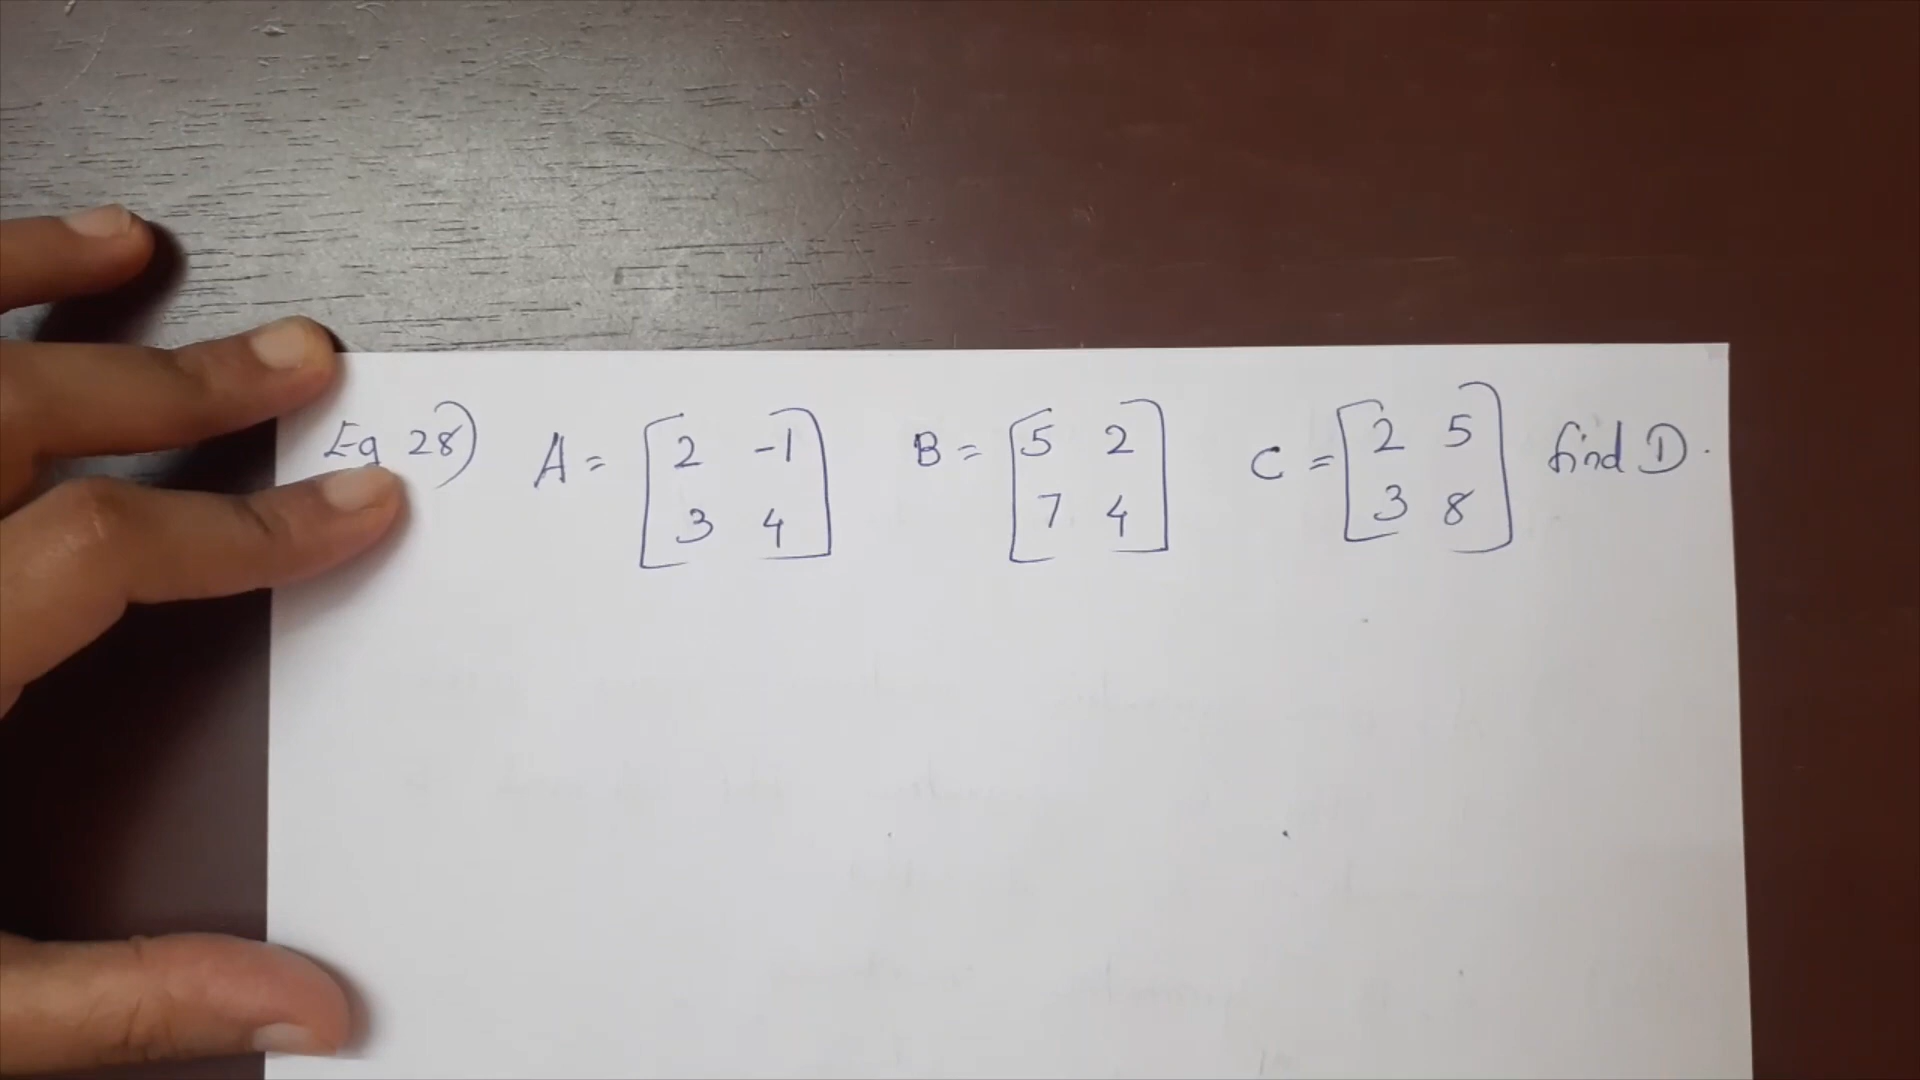 Eg 28) A = [2 -1 B = [5 2 C = [2 5 find D.
3 4] 7 4] 3 8]